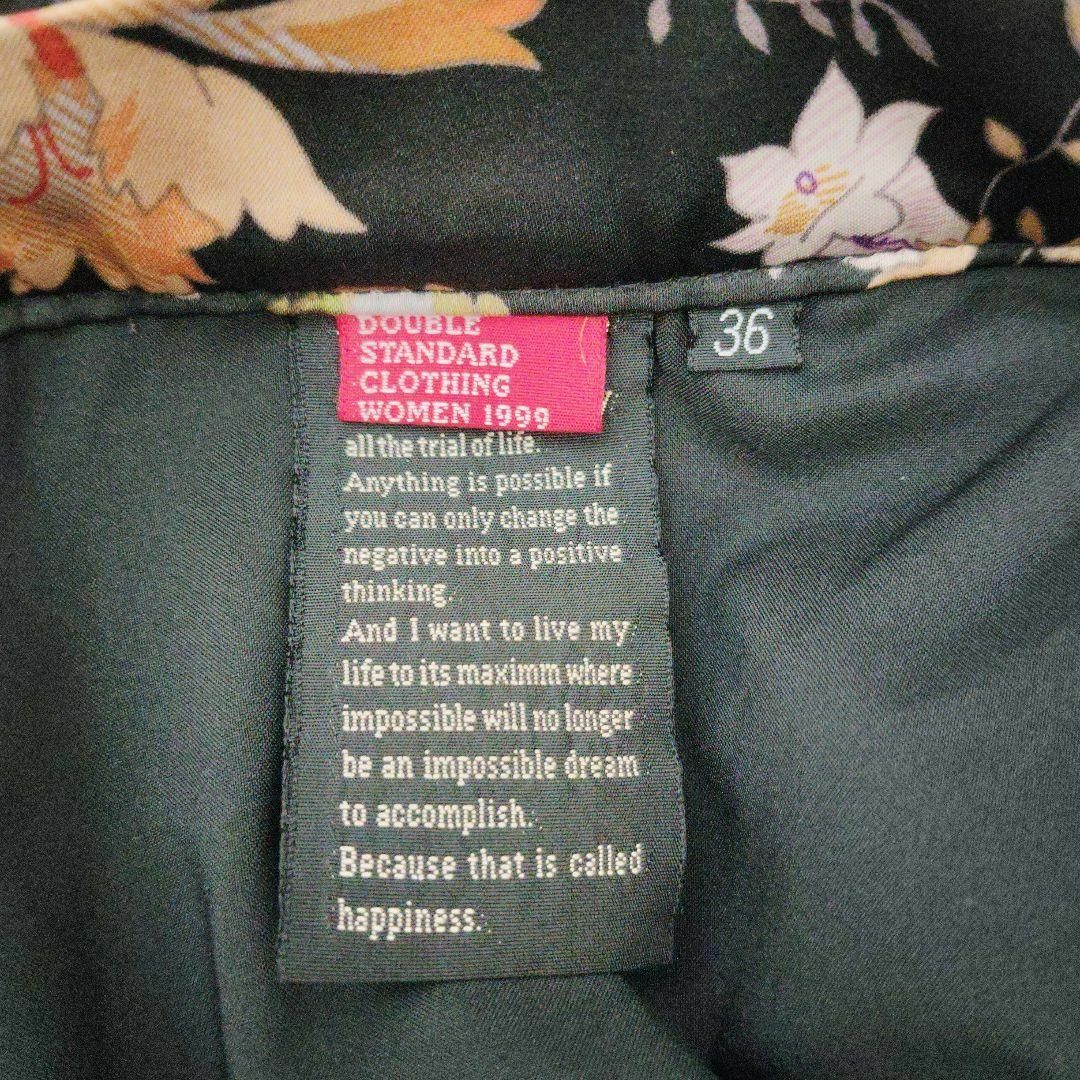 DOUBLE
STANDARD
CLOTHING
WOMEN 1999
36
all the trial of life.
Anything is possible if
you can only change the
negative into a positive
thinking.
And I want to live my
life to its maximm where
impossible will no longer
be an impossible dream
to accomplish.
Because that is called
happiness.